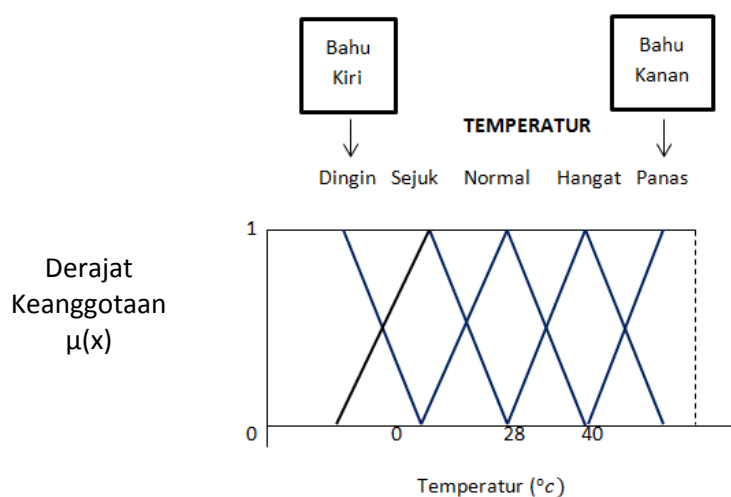 Bahu
Kiri
Bahu
Kanan
TEMPERATUR
Dingin Sejuk Normal Hangat Panas
1
Derajat
Keanggotaan
μ(x)
0 0 28 40
Temperatur (°c)